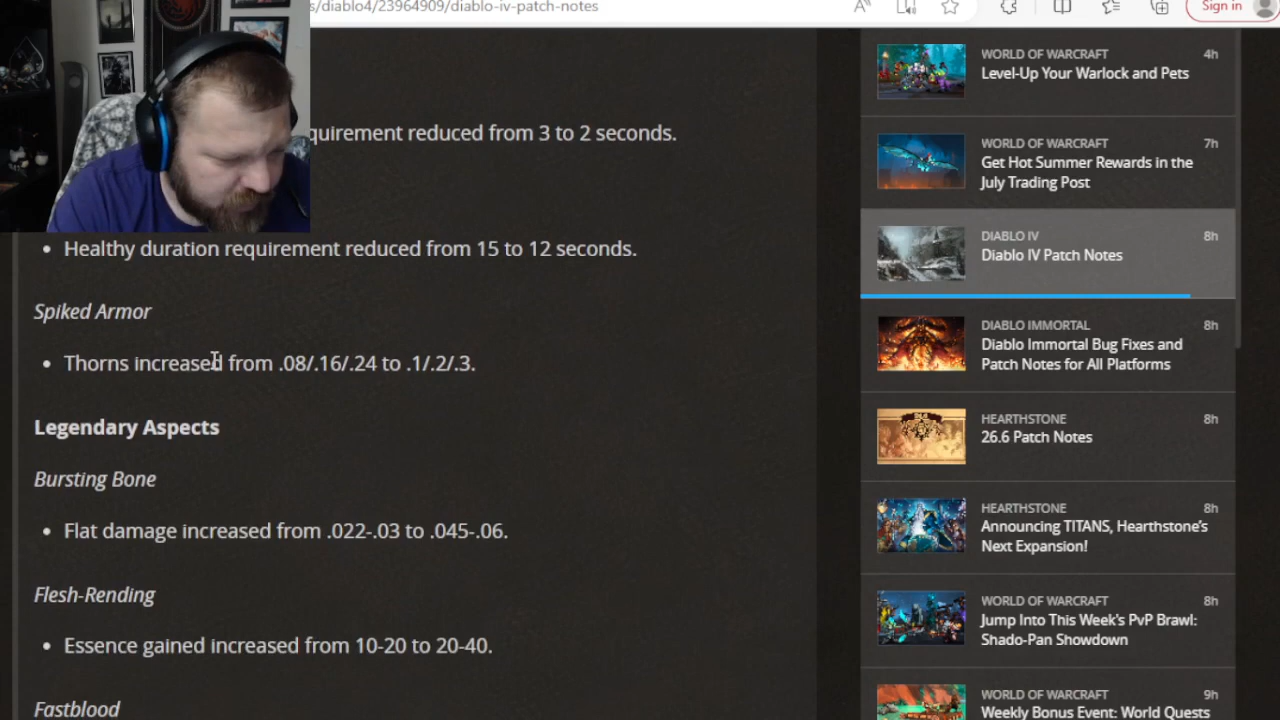 s/diablo4/23964909/diablo-iv-patch-notes
Sign in
quirement reduced from 3 to 2 seconds.
• Healthy duration requirement reduced from 15 to 12 seconds.
Spiked Armor
• Thorns increased from .08/.16/.24 to .1/.2/.3.
Legendary Aspects
Bursting Bone
• Flat damage increased from .022-.03 to .045-.06.
Flesh-Rending
• Essence gained increased from 10-20 to 20-40.
Fastblood
WORLD OF WARCRAFT 4h
Level-Up Your Warlock and Pets
WORLD OF WARCRAFT 7h
Get Hot Summer Rewards in the
July Trading Post
DIABLO IV 8h
Diablo IV Patch Notes
DIABLO IMMORTAL 8h
Diablo Immortal Bug Fixes and
Patch Notes for All Platforms
HEARTHSTONE 8h
26.6 Patch Notes
HEARTHSTONE 8h
Announcing TITANS, Hearthstone's
Next Expansion!
WORLD OF WARCRAFT 8h
Jump Into This Week's PvP Brawl:
Shado-Pan Showdown
WORLD OF WARCRAFT 9h
Weekly Bonus Event: World Quests